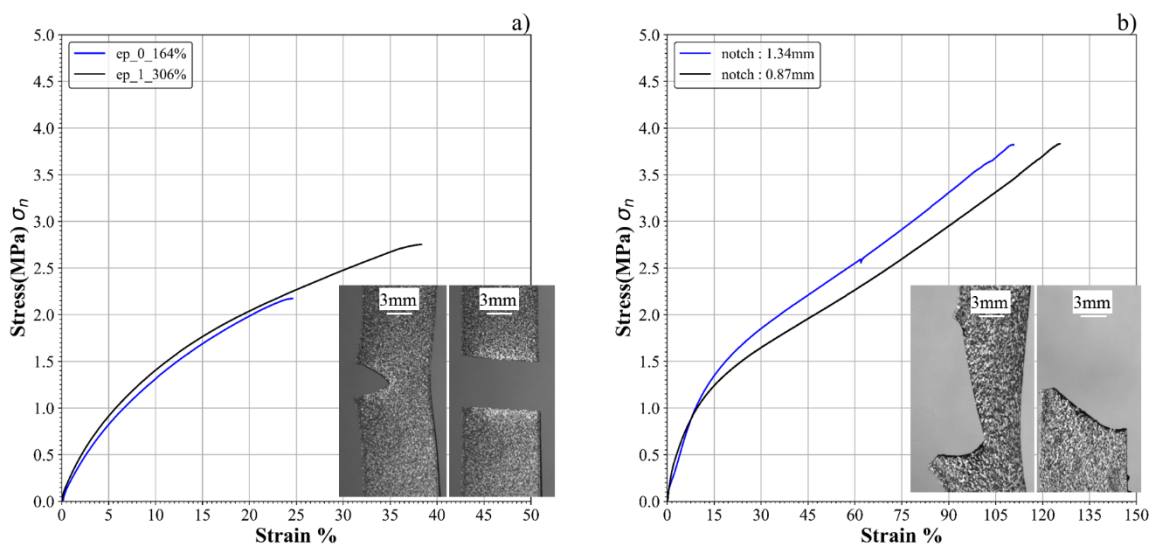 a)
ep_0_164%
ep_1_306%
Stress(MPa) σn
5.0
4.5
4.0
3.5
3.0
2.5
2.0
1.5
1.0
0.5
0.0
3mm
3mm
0 5 10 15 20 25 30 35 40 45 50
Strain %
b)
notch : 1.34mm
notch : 0.87mm
Stress(MPa) σn
5.0
4.5
4.0
3.5
3.0
2.5
2.0
1.5
1.0
0.5
0.0
3mm
3mm
0 15 30 45 60 75 90 105 120 135 150
Strain %